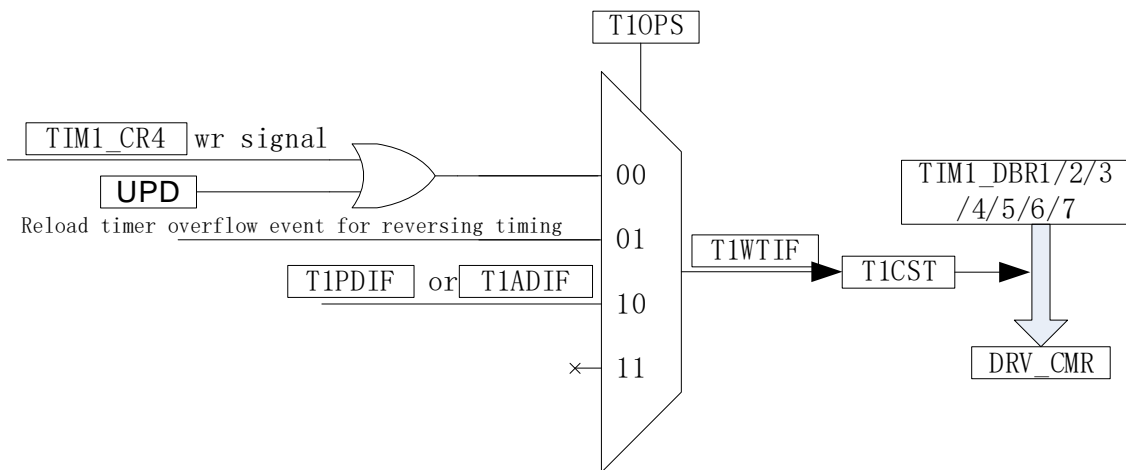 T1OPS
TIM1_CR4 wr signal
UPD
00
Reload timer overflow event for reversing timing
01
T1PDIF or T1ADIF
10
11
T1WTIF
T1CST
TIM1_DBR1/2/3
/4/5/6/7
DRV_CMR